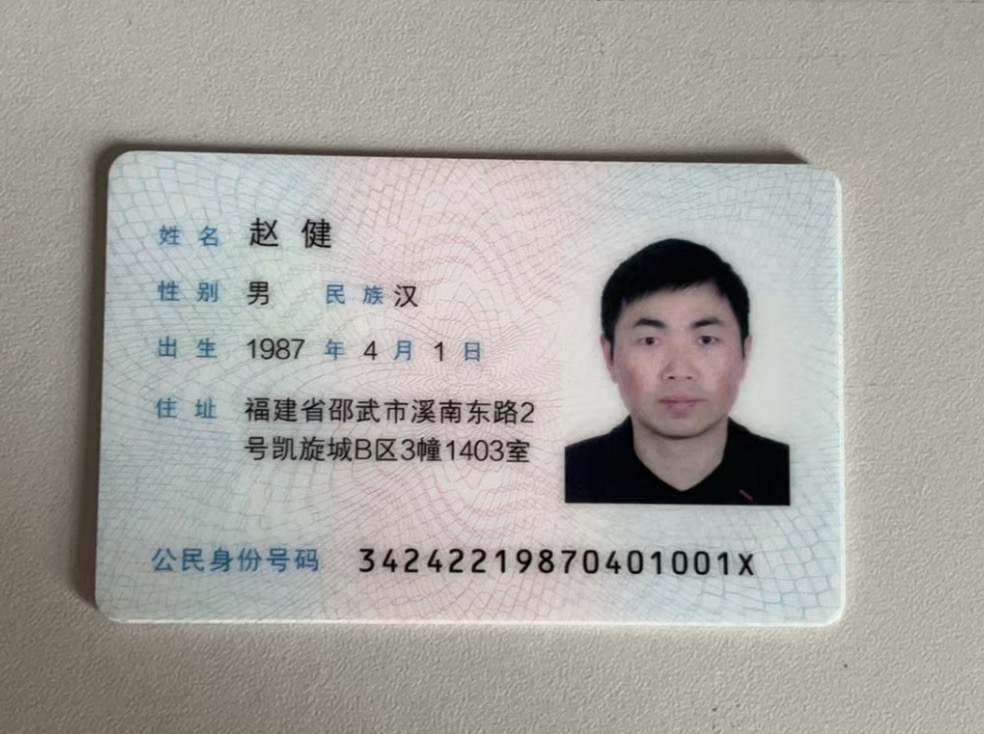 姓名 赵健
性别 男 民族 汉
出生 1987 年 4 月 1 日
住址 福建省邵武市溪南东路2
号凯旋城B区3幢1403室
公民身份号码 34242219870401001X